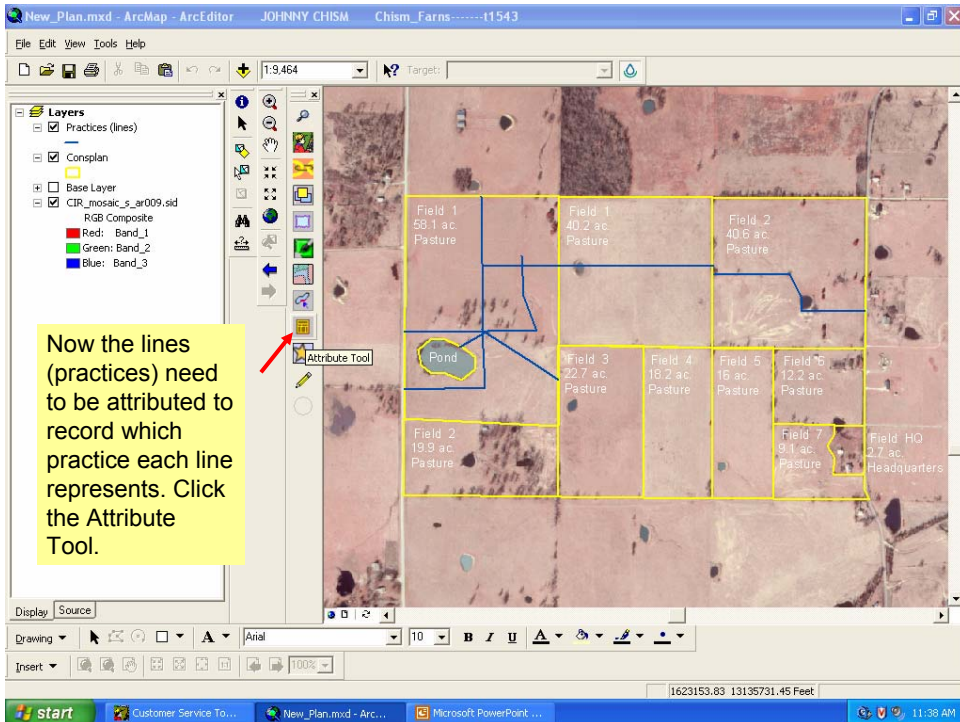 New_Plan.mxd - ArcMap - ArcEditor JOHNNY CHISM Chism_Farns-------t1543
File Edit View Tools Help
1:9,464
Target:
Layers
Practices (lines)
Consplan
Base Layer
CIR_mosaic_s_ar009.sid
RGB Composite
Red: Band_1
Green: Band_2
Blue: Band_3
Now the lines
(practices) need
to be attributed to
record which
practice each line
represents. Click
the Attribute
Tool.
Attribute Tool
Field 1
58.1 ac.
Pasture
Field 1
40.2 ac.
Pasture
Field 2
40.6 ac.
Pasture
Pond
Field 3
22.7 ac.
Pasture
Field 4
18.2 ac.
Pasture
Field 5
16 ac.
Pasture
Field 6
12.2 ac.
Pasture
Field 2
19.9 ac.
Pasture
Field 7
9.1 ac.
Pasture
Field HQ
2.7 ac.
Headquarters
Display Source
Drawing A Arial 10 B I U A
Insert 100%
1623153.83 13135731.45 Feet
start Customer Service To... New_Plan.mxd - Arc... Microsoft PowerPoint ... 11:38 AM